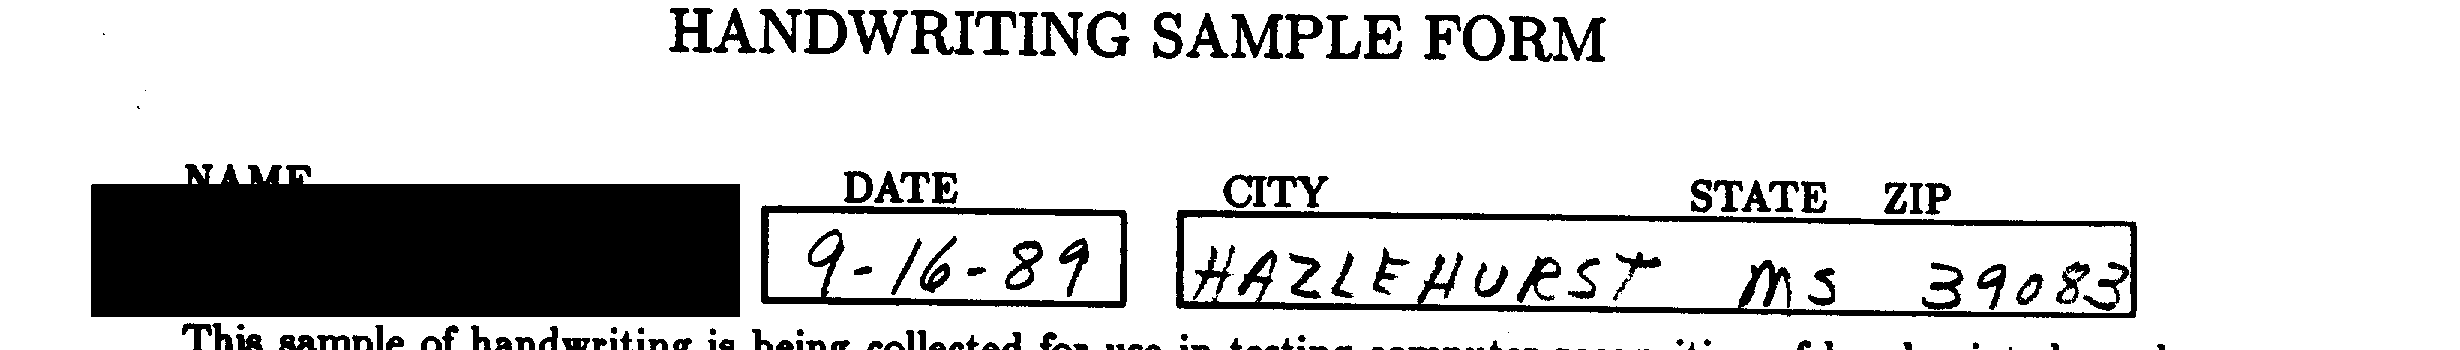 HANDWRITING SAMPLE FORM
NAME DATE CITY STATE ZIP
9-16-89 HAZLEHURST MS 39083
This sample of handwriting is being collected for use in testing computer recognition of hand printed